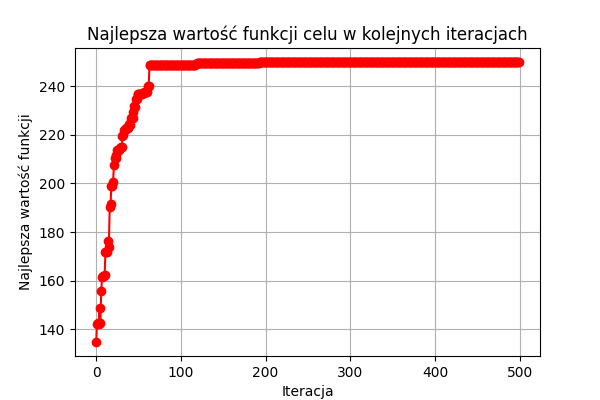 Najlepsza wartość funkcji celu w kolejnych iteracjach
Najlepsza wartość funkcji
240
220
200
180
160
140
0 100 200 300 400 500
Iteracja